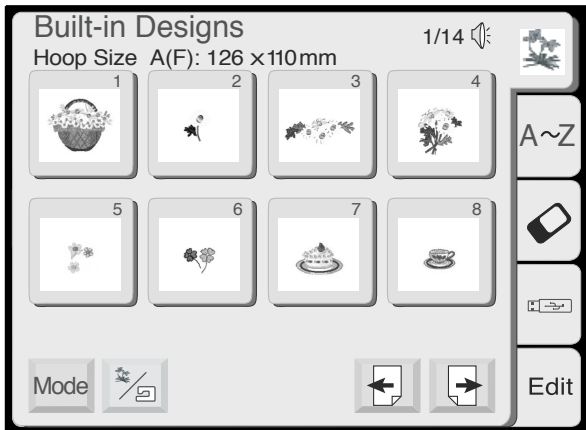 Built-in Designs
1/14
Hoop Size A(F): 126 ×110mm
1 2 3 4
A~Z
5 6 7 8
Mode
Edit